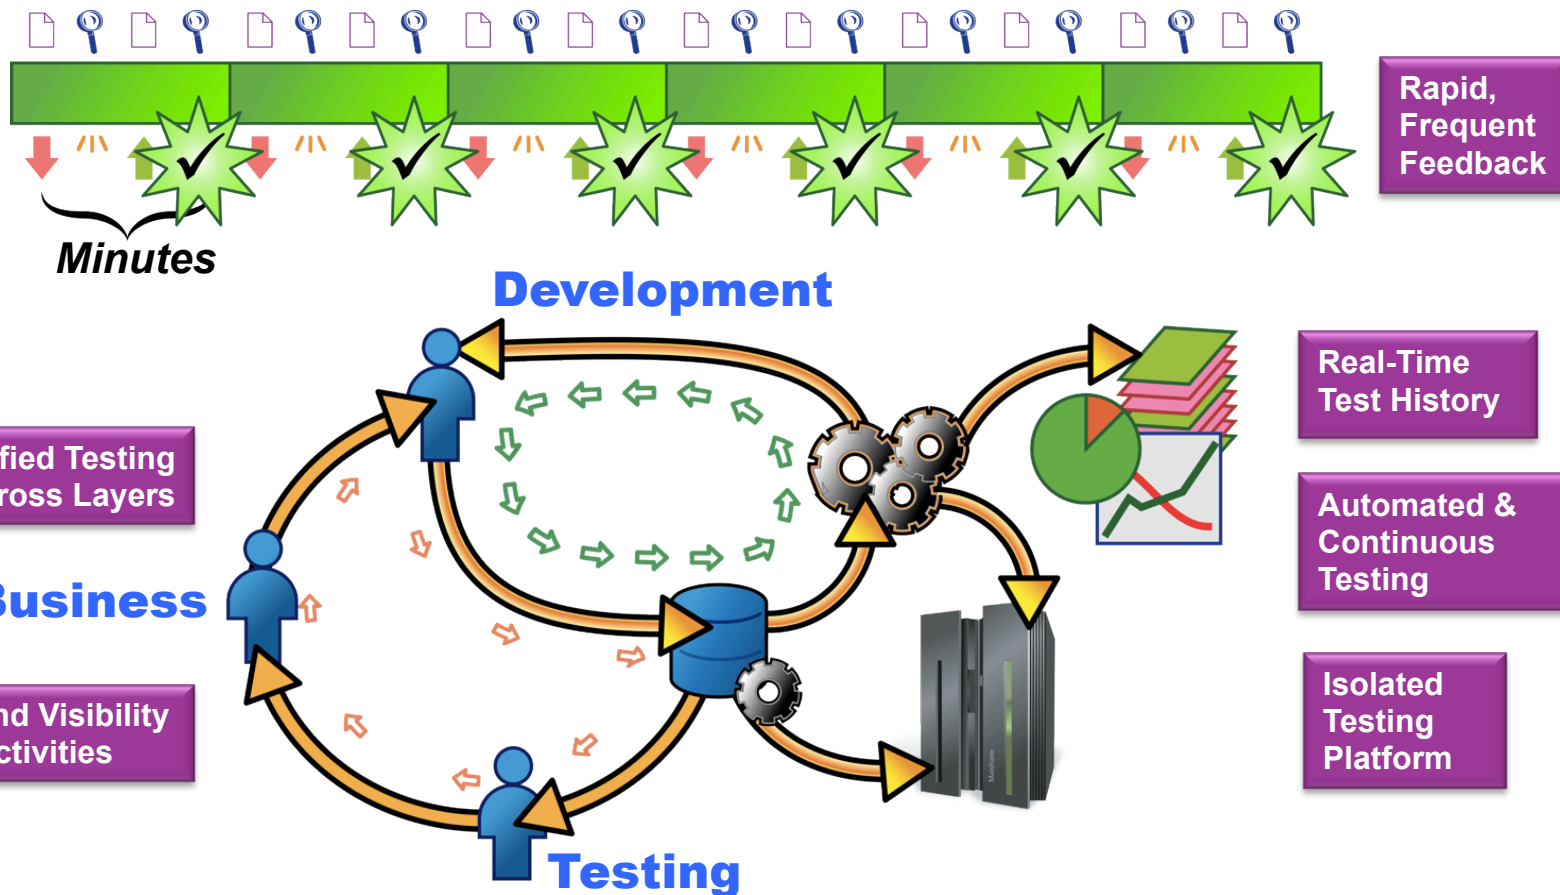 Rapid,
Frequent
Feedback
Minutes
Development
Real-Time
Test History
fied Testing
ross Layers
Automated &
Continuous
Testing
Business
Isolated
Testing
Platform
nd Visibility
ctivities
Testing